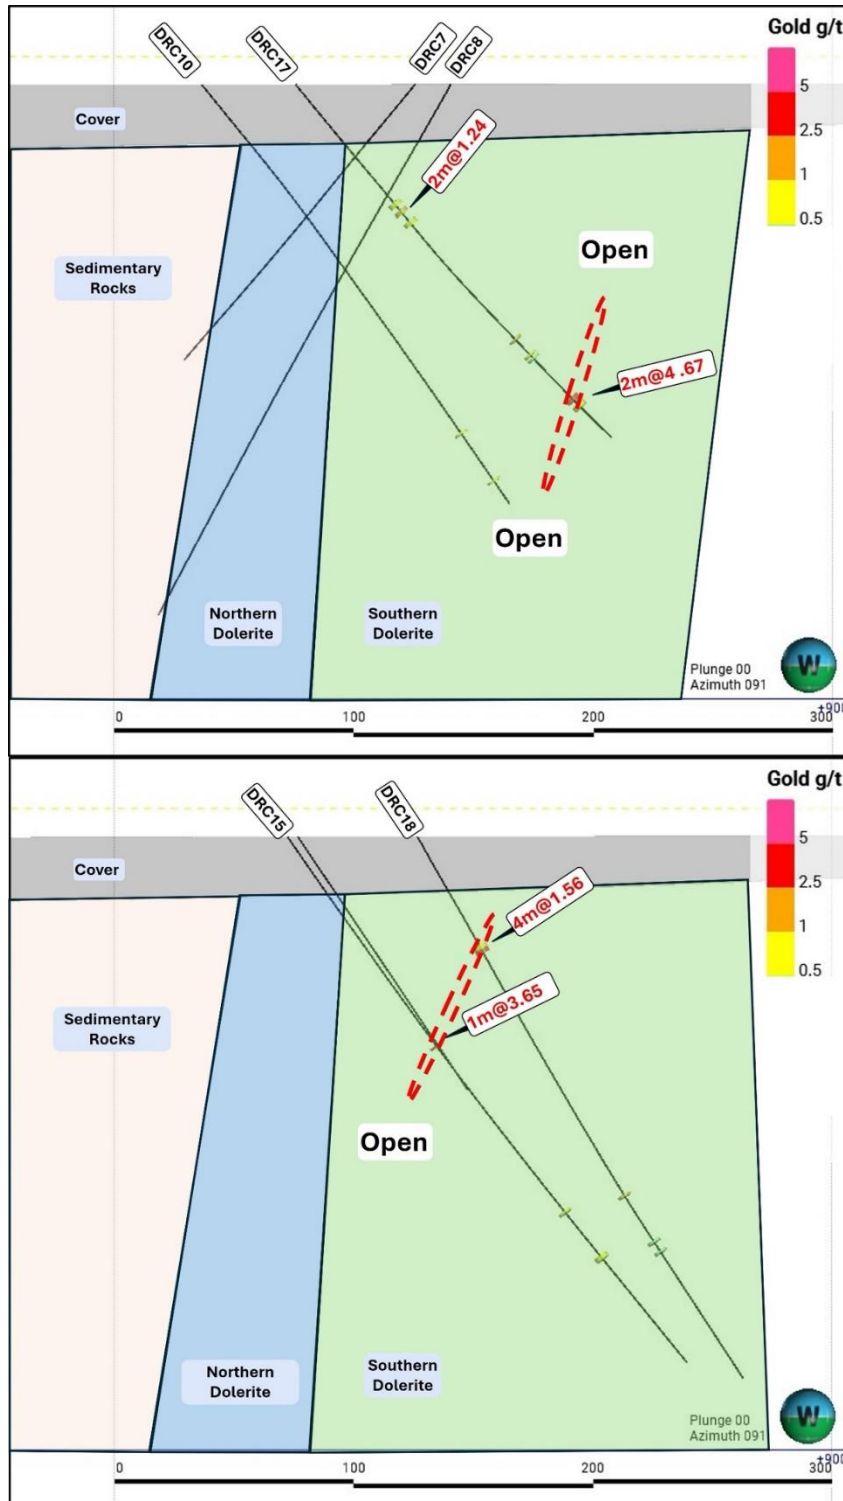 DRC10
DRC17
DRC7
DRC8
Gold g/t
5
2.5
1
0.5
Cover
2m@1.24
Sedimentary
Rocks
Open
2m@4 .67
Open
Northern
Dolerite
Southern
Dolerite
Plunge 00
Azimuth 091
W
+900
0
100
200
300
DRC15
DRC18
Gold g/t
5
2.5
1
0.5
Cover
4m@1.56
1m@3.65
Sedimentary
Rocks
Open
Northern
Dolerite
Southern
Dolerite
Plunge 00
Azimuth 091
W
+900
0
100
200
300